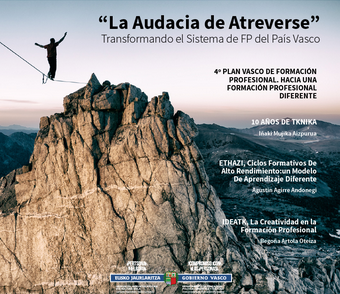 “La Audacia de Atreverse”
Transformando el Sistema de FP del País Vasco
4º PLAN VASCO DE FORMACIÓN
PROFESIONAL. HACIA UNA
FORMACIÓN PROFESIONAL
DIFERENTE
10 AÑOS DE TKNIKA
Iñaki Mujika Aizpurua
ETHAZI, Ciclos Formativos De
Alto Rendimiento:un Modelo
De Aprendizaje Diferente
Agustin Agirre Andonegi
IDEATK, La Creatividad en la
Formación Profesional
Begoña Artola Oteiza
EUSKO JAURLARITZA
GOBIERNO VASCO